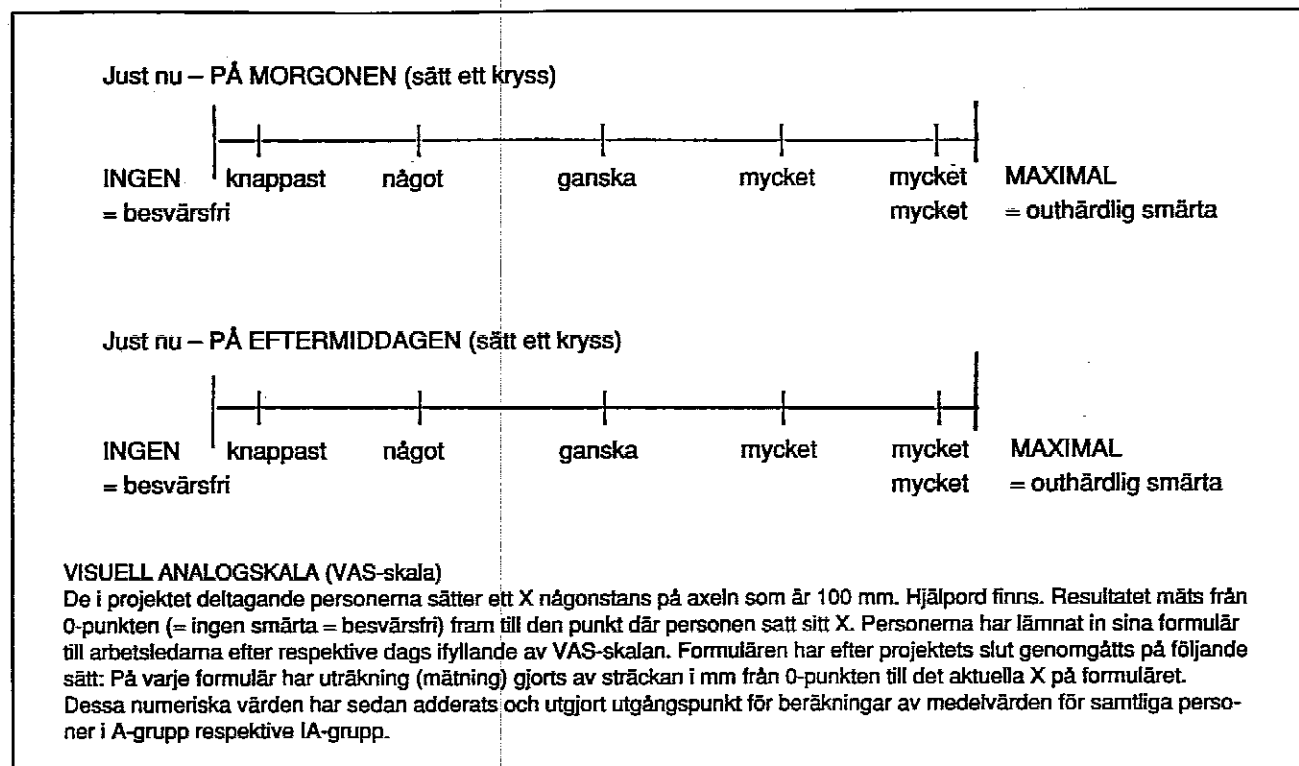 Just nu – PÅ MORGONEN (sätt ett kryss)
INGEN knappast något ganska mycket mycket MAXIMAL
= besvärsfri mycket = outhärdlig smärta
Just nu – PÅ EFTERMIDDAGEN (sätt ett kryss)
INGEN knappast något ganska mycket mycket MAXIMAL
= besvärsfri mycket = outhärdlig smärta
VISUELL ANALOGSKALA (VAS-skala)
De i projektet deltagande personerna sätter ett X någonstans på axeln som är 100 mm. Hjälpord finns. Resultatet mäts från
0-punkten (= ingen smärta = besvärsfri) fram till den punkt där personen satt sitt X. Personerna har lämnat in sina formulär
till arbetsledarna efter respektive dags ifyllande av VAS-skalan. Formulären har efter projektets slut genomgåtts på följande
sätt: På varje formulär har uträkning (mätning) gjorts av sträckan i mm från 0-punkten till det aktuella X på formuläret.
Dessa numeriska värden har sedan adderats och utgjort utgångspunkt för beräkningar av medelvärden för samtliga perso-
ner i A-grupp respektive IA-grupp.